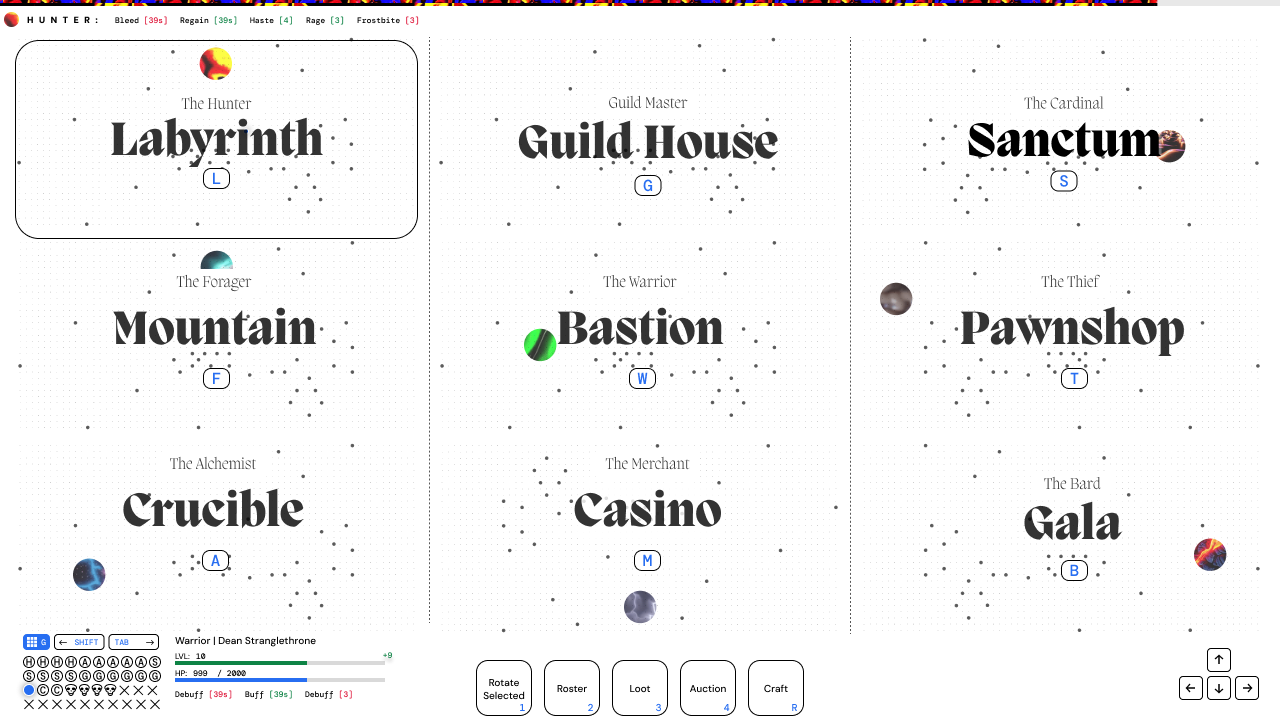 HUNTER: Bleed [39s] Regain [39s] Haste [4] Rage [3] Frostbite [3]
The Hunter
Labyrinth
L
Guild Master
Guild House
G
The Cardinal
Sanctum
S
The Forager
Mountain
F
The Warrior
Bastion
W
The Thief
Pawnshop
T
The Alchemist
Crucible
A
The Merchant
Casino
M
The Bard
Gala
B
G ← SHIFT TAB →
H H H H A A A A A S
S S S S G G G G G G
C C X X X
X X X X X X X X X X
Warrior | Dean Stranglethrone
LVL: 10 +9
HP: 999 / 2000
Debuff [39s] Buff [39s] Debuff [3]
Rotate
Selected
1
Roster
2
Loot
3
Auction
4
Craft
R
↑
← ↓ →